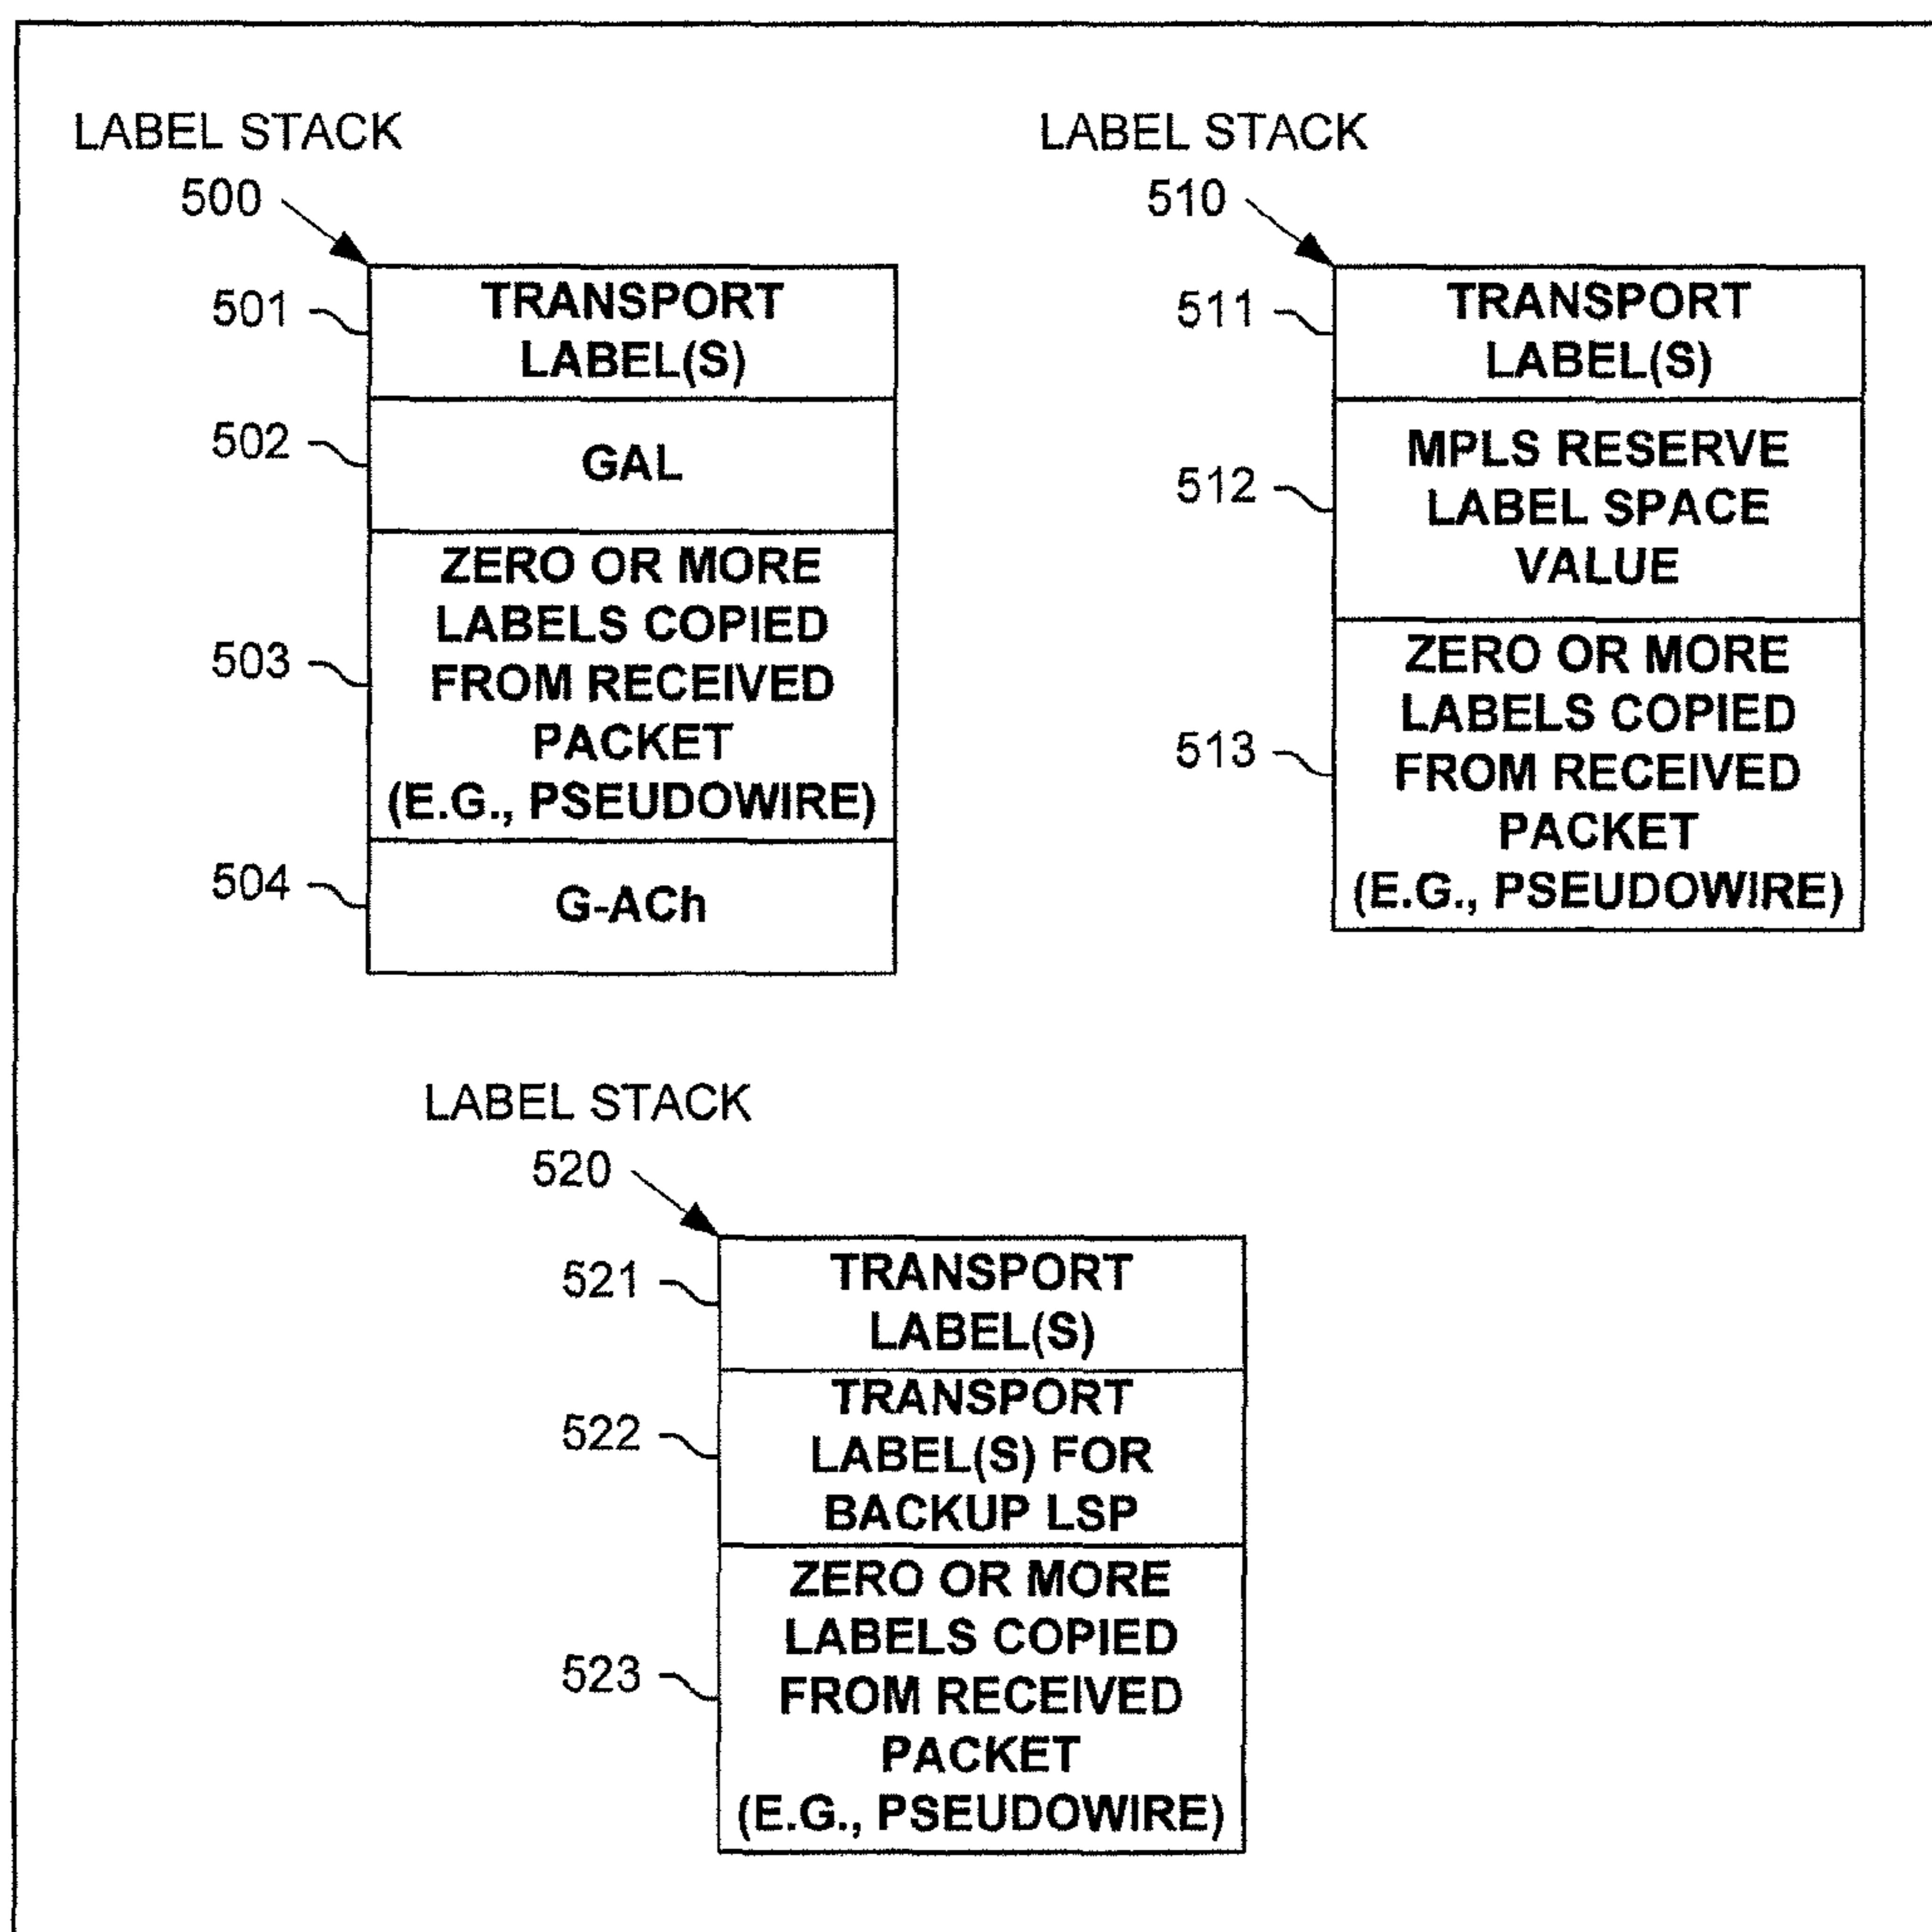 LABEL STACK
500
501
TRANSPORT
LABEL(S)
502
GAL
503
ZERO OR MORE
LABELS COPIED
FROM RECEIVED
PACKET
(E.G., PSEUDOWIRE)
504
G-ACh
LABEL STACK
510
511
TRANSPORT
LABEL(S)
512
MPLS RESERVE
LABEL SPACE
VALUE
513
ZERO OR MORE
LABELS COPIED
FROM RECEIVED
PACKET
(E.G., PSEUDOWIRE)
LABEL STACK
520
521
TRANSPORT
LABEL(S)
522
TRANSPORT
LABEL(S) FOR
BACKUP LSP
523
ZERO OR MORE
LABELS COPIED
FROM RECEIVED
PACKET
(E.G., PSEUDOWIRE)